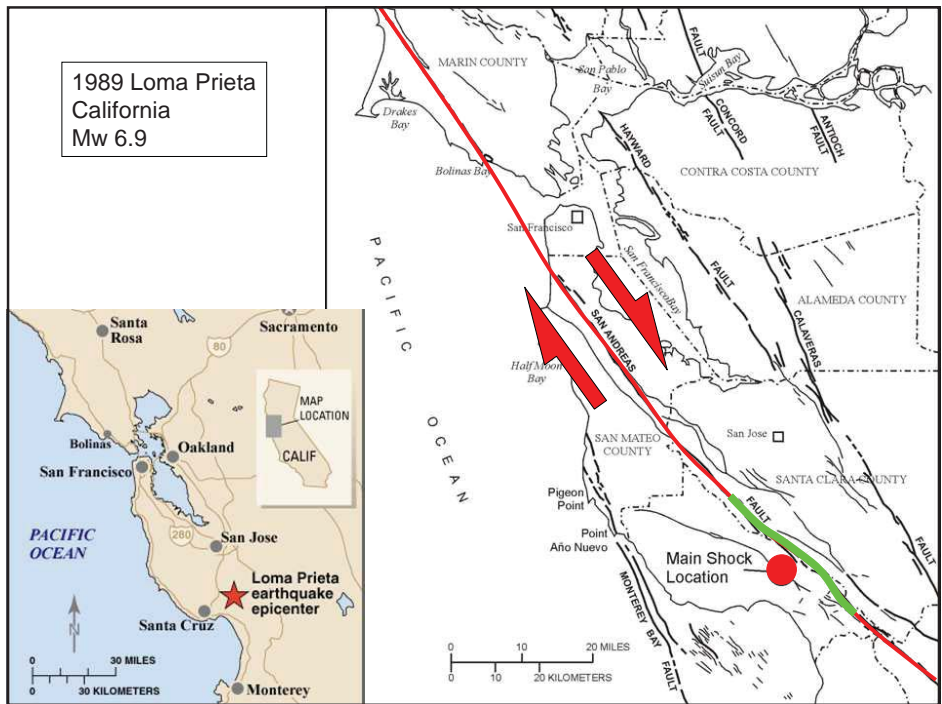 1989 Loma Prieta
California
Mw 6.9
MARIN COUNTY
San Pablo
Bay
Suisun Bay
FAULT
CONCORD
FAULT
ANTIOCH
FAULT
Drakes
Bay
Bolinas Bay
HAYWARD
FAULT
CONTRA COSTA COUNTY
San Francisco
San Francisco Bay
ALAMEDA COUNTY
CALAVERAS
FAULT
PACIFIC
OCEAN
SAN ANDREAS
FAULT
Half Moon
Bay
SAN MATEO
COUNTY
San Jose
SANTA CLARA COUNTY
Pigeon
Point
Point
Año Nuevo
Main Shock
Location
MONTEREY BAY
FAULT
0 10 20 MILES
0 10 20 KILOMETERS
Santa
Rosa
Sacramento
80
MAP
LOCATION
CALIF
Bolinas
Oakland
San Francisco
PACIFIC
OCEAN
280
San Jose
Loma Prieta
earthquake
epicenter
Santa Cruz
N
0 30 MILES
0 30 KILOMETERS
Monterey